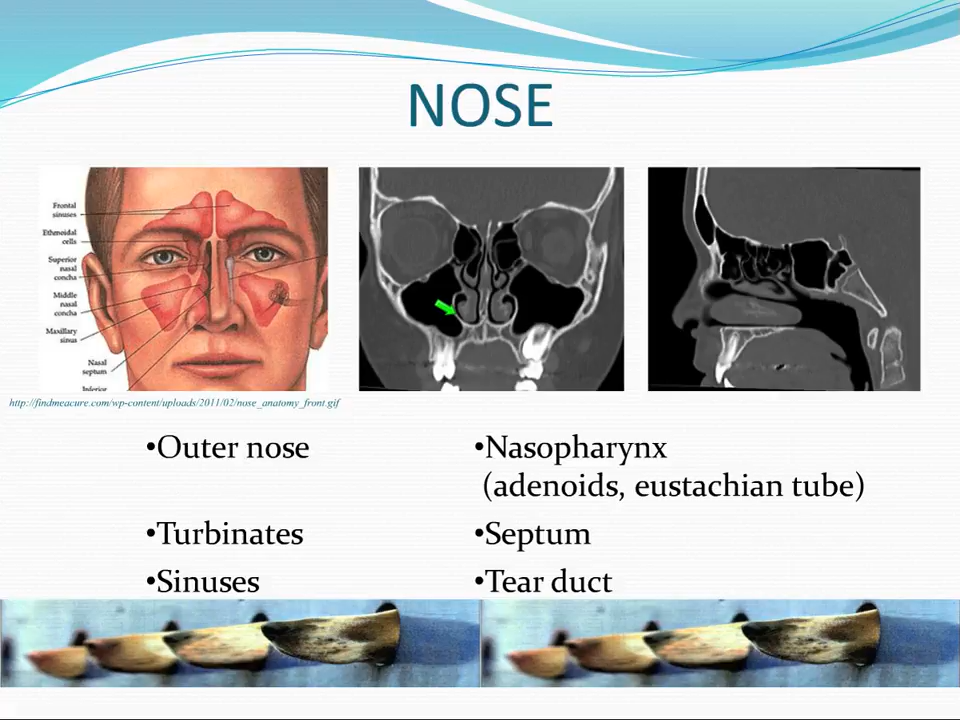 NOSE
Frontal
sinuses
Ethmoidal
cells
Superior
nasal
concha
Middle
nasal
concha
Maxillary
sinus
Nasal
septum
Inferior
http://findmeacure.com/wp-content/uploads/2011/02/nose_anatomy_front.gif
•Outer nose
•Turbinates
•Sinuses
•Nasopharynx
(adenoids, eustachian tube)
•Septum
•Tear duct